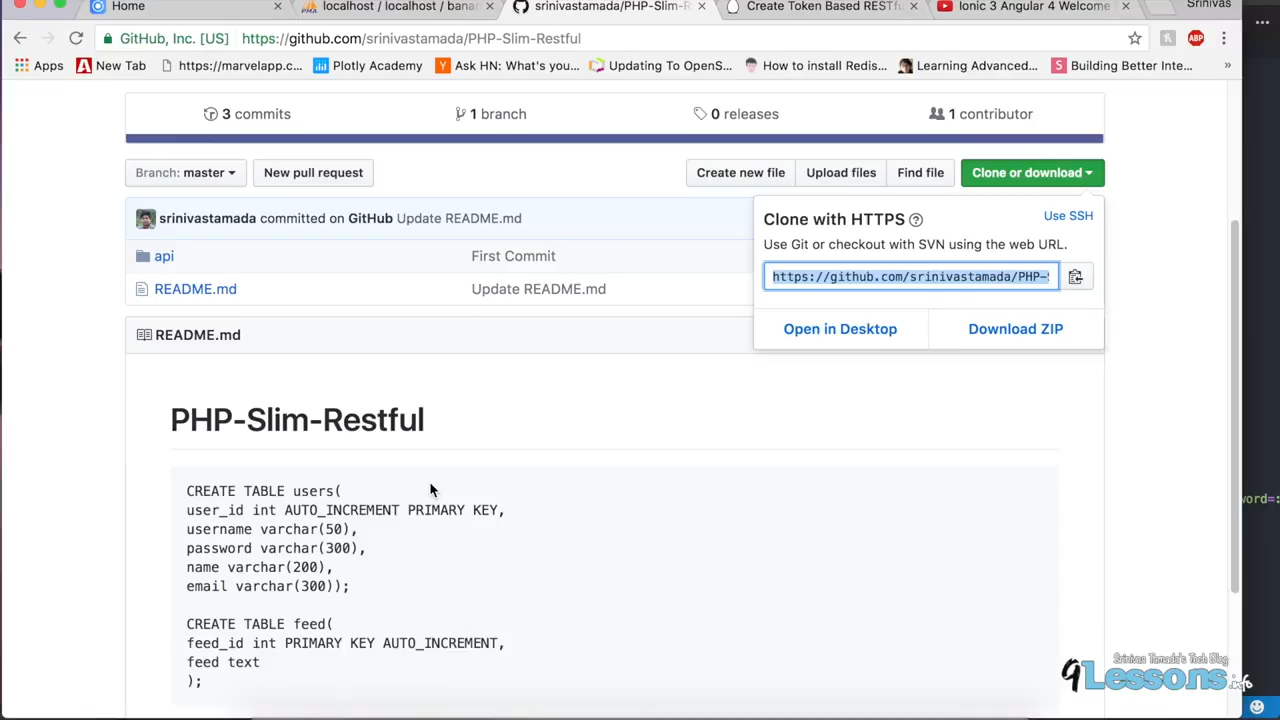 Home
localhost / localhost / banan
srinivastamada/PHP-Slim-R
Create Token Based RESTfu
Ionic 3 Angular 4 Welcome
Srinivas
GitHub, Inc. [US] https://github.com/srinivastamada/PHP-Slim-Restful
ABP
Apps
New Tab
https://marvelapp.c...
Plotly Academy
Ask HN: What's you...
Updating To OpenS...
How to install Redis...
Learning Advanced...
Building Better Inte...
»
3 commits
1 branch
0 releases
1 contributor
Branch: master
New pull request
Create new file
Upload files
Find file
Clone or download
srinivastamada committed on GitHub Update README.md
api First Commit
README.md Update README.md
Clone with HTTPS
Use SSH
Use Git or checkout with SVN using the web URL.
https://github.com/srinivastamada/PHP-
Open in Desktop
Download ZIP
README.md
PHP-Slim-Restful
CREATE TABLE users(
user_id int AUTO_INCREMENT PRIMARY KEY,
username varchar(50),
password varchar(300),
name varchar(200),
email varchar(300));
CREATE TABLE feed(
feed_id int PRIMARY KEY AUTO_INCREMENT,
feed text
);
word=:
Srinivas Tamada's Tech Blog
9Lessons.info